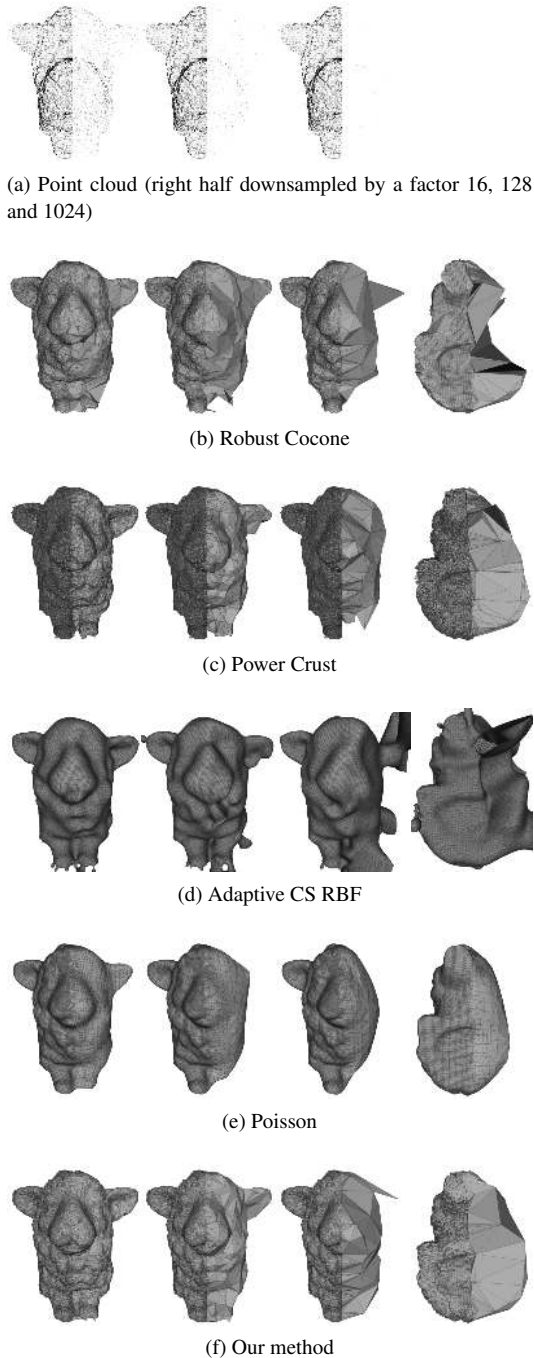 (a) Point cloud (right half downsampled by a factor 16, 128
and 1024)
(b) Robust Cocone
(c) Power Crust
(d) Adaptive CS RBF
(e) Poisson
(f) Our method